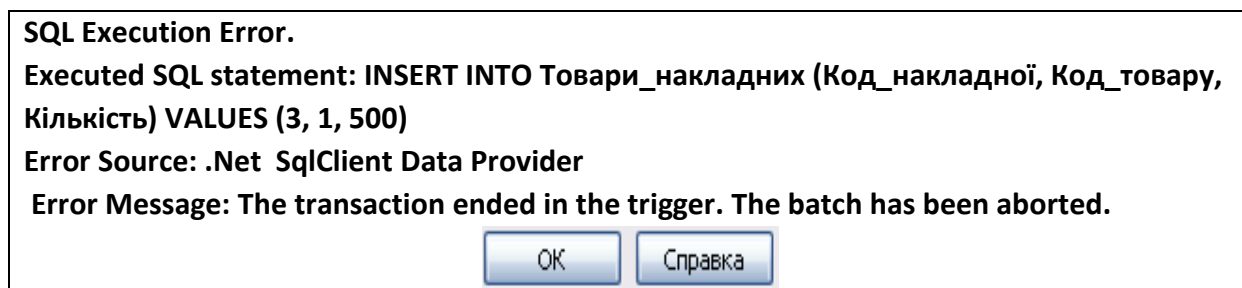 SQL Execution Error.
Executed SQL statement: INSERT INTO Товари_накладних (Код_накладної, Код_товару,
Кількість) VALUES (3, 1, 500)
Error Source: .Net  SqlClient Data Provider
Error Message: The transaction ended in the trigger. The batch has been aborted.
ОК Справка